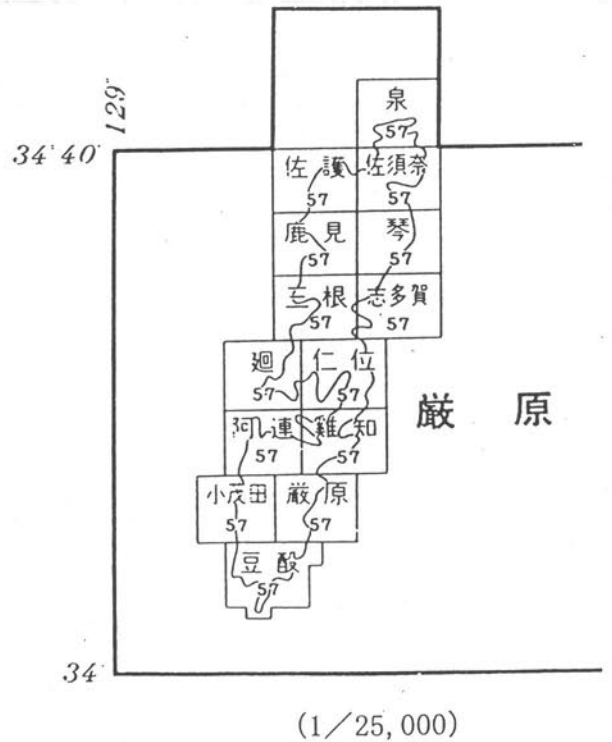 129°
泉
57
34°40′
佐護 佐須奈
57 57
鹿見 琴
57 57
三根 志多賀
57 57
廻 仁位
57 57
厳原
阿連 雞知
57 57
小茂田 厳原
57 57
豆酘
57
34°
(1/25,000)